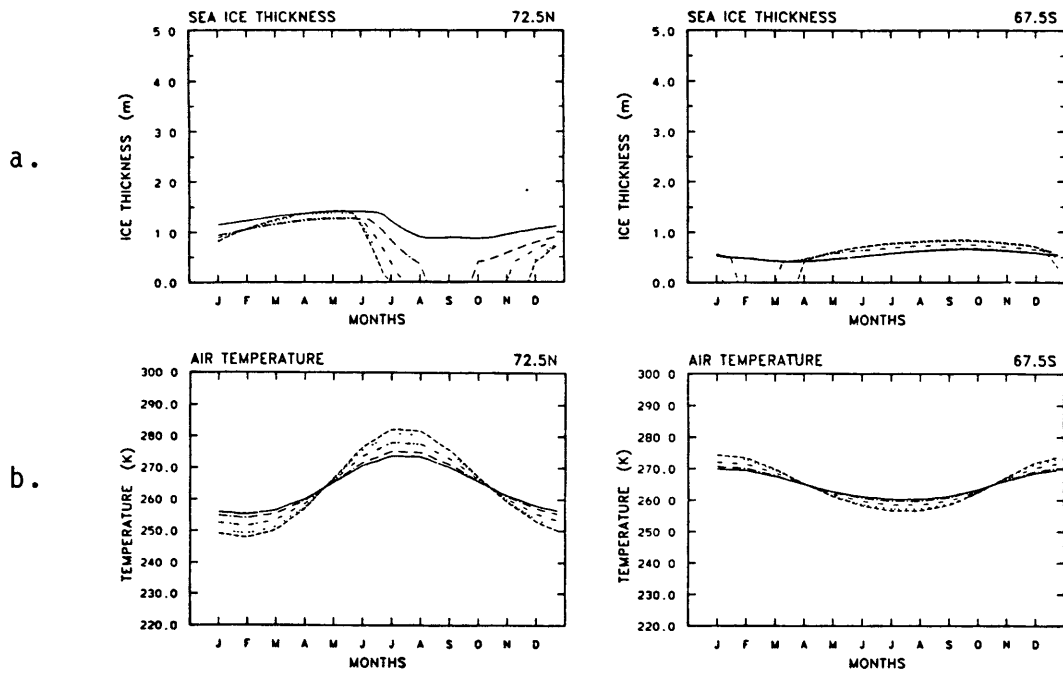 a.
SEA ICE THICKNESS 72.5N
5 0
4 0
3 0
2 0
1 0
0.0
ICE THICKNESS (m)
J F M A M J J A S O N D
MONTHS
SEA ICE THICKNESS 67.5S
5 0
4 0
3 0
2 0
1 0
0.0
ICE THICKNESS (m)
J F M A M J J A S O N D
MONTHS
b.
AIR TEMPERATURE 72.5N
300 0
290.0
280 0
270 0
260 0
250 0
240 0
230 0
220.0
TEMPERATURE (K)
J F M A M J J A S O N D
MONTHS
AIR TEMPERATURE 67.5S
300 0
290.0
280 0
270 0
260 0
250 0
240 0
230 0
220.0
TEMPERATURE (K)
J F M A M J J A S O N D
MONTHS